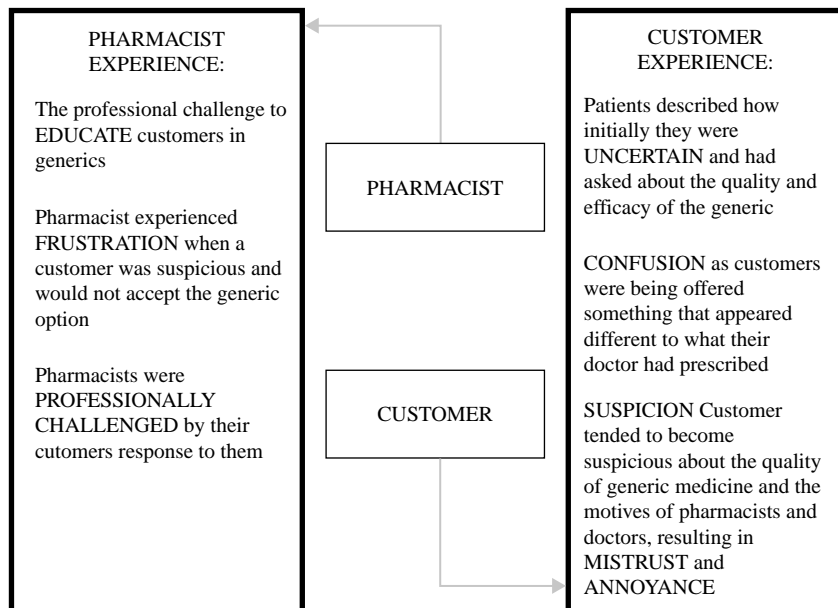 PHARMACIST
EXPERIENCE:
The professional challenge to
EDUCATE customers in
generics
Pharmacist experienced
FRUSTRATION when a
customer was suspicious and
would not accept the generic
option
Pharmacists were
PROFESSIONALLY
CHALLENGED by their
cutomers response to them
PHARMACIST
CUSTOMER
CUSTOMER
EXPERIENCE:
Patients described how
initially they were
UNCERTAIN and had
asked about the quality and
efficacy of the generic
CONFUSION as customers
were being offered
something that appeared
different to what their
doctor had prescribed
SUSPICION Customer
tended to become
suspicious about the quality
of generic medicine and the
motives of pharmacists and
doctors, resulting in
MISTRUST and
ANNOYANCE